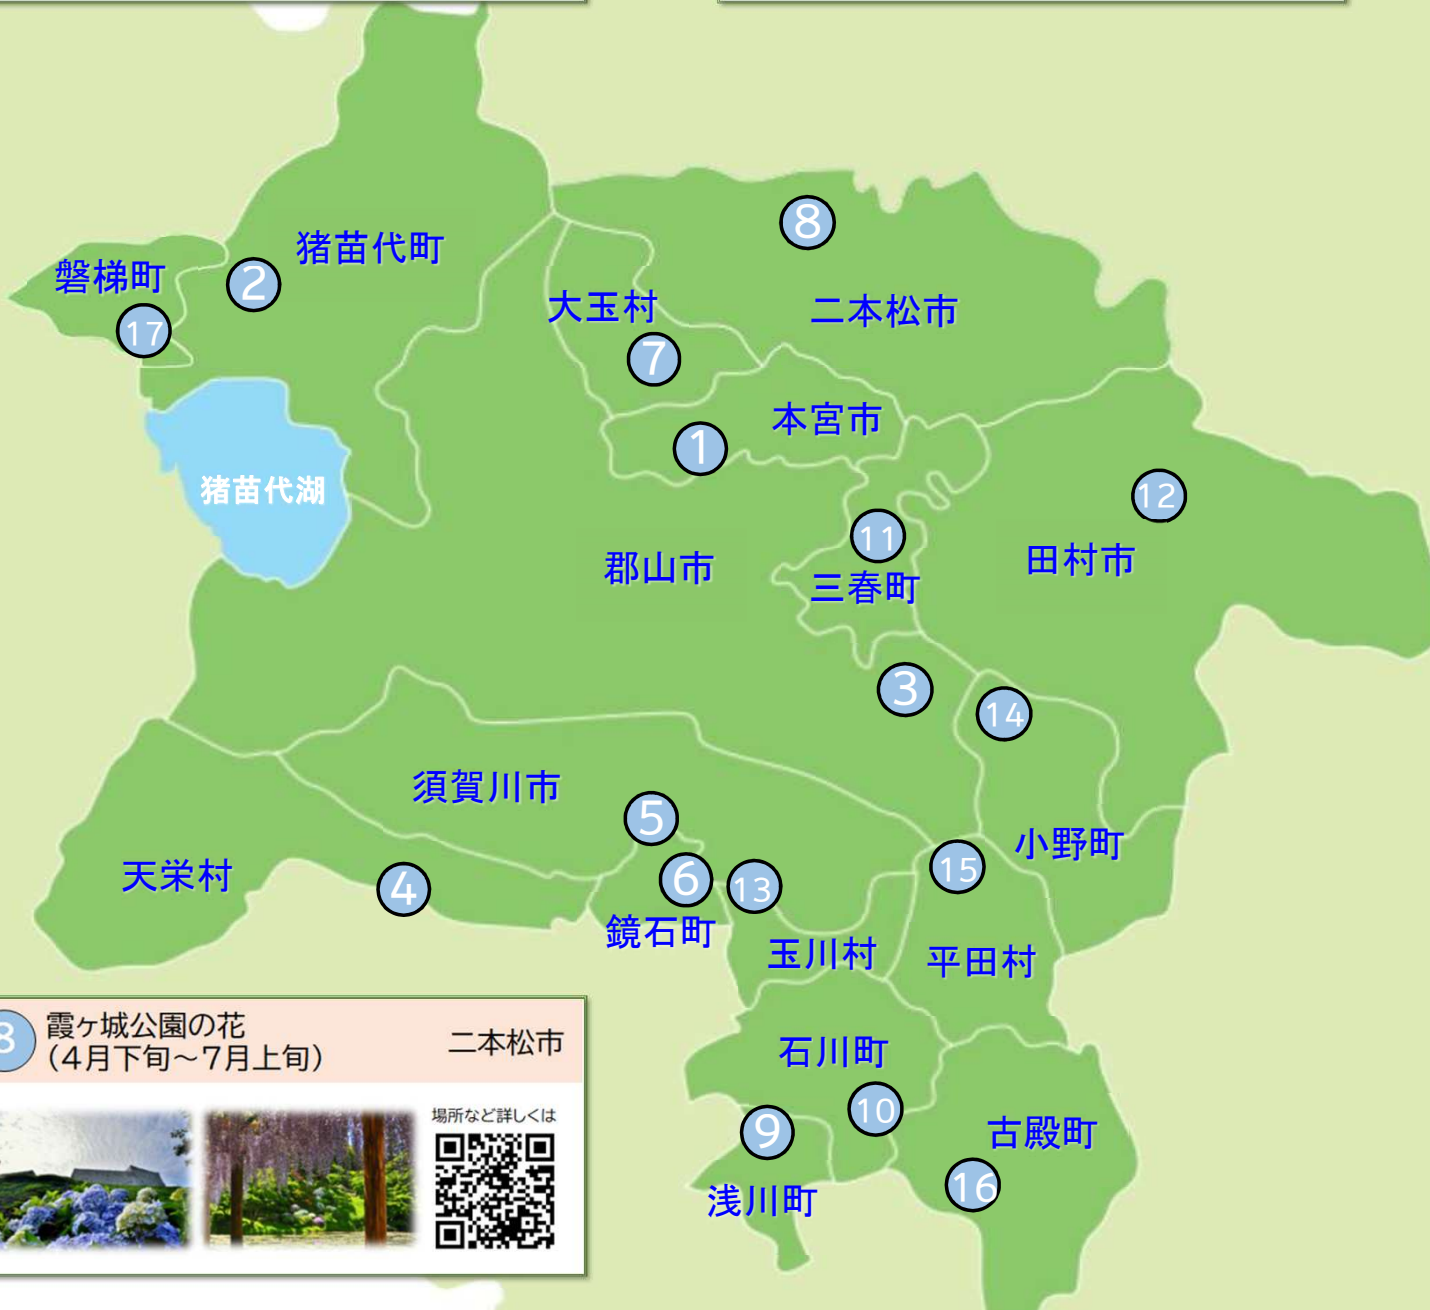 8
猪苗代町
磐梯町
2
大玉村
二本松市
17
7
本宮市
1
猪苗代湖
12
11
郡山市
田村市
三春町
3
14
須賀川市
5
小野町
天栄村
4
6
13
15
鏡石町
玉川村
平田村
8
霞ヶ城公園の花
(4月下旬～7月上旬)
二本松市
石川町
場所など詳しくは
10
9
古殿町
16
浅川町